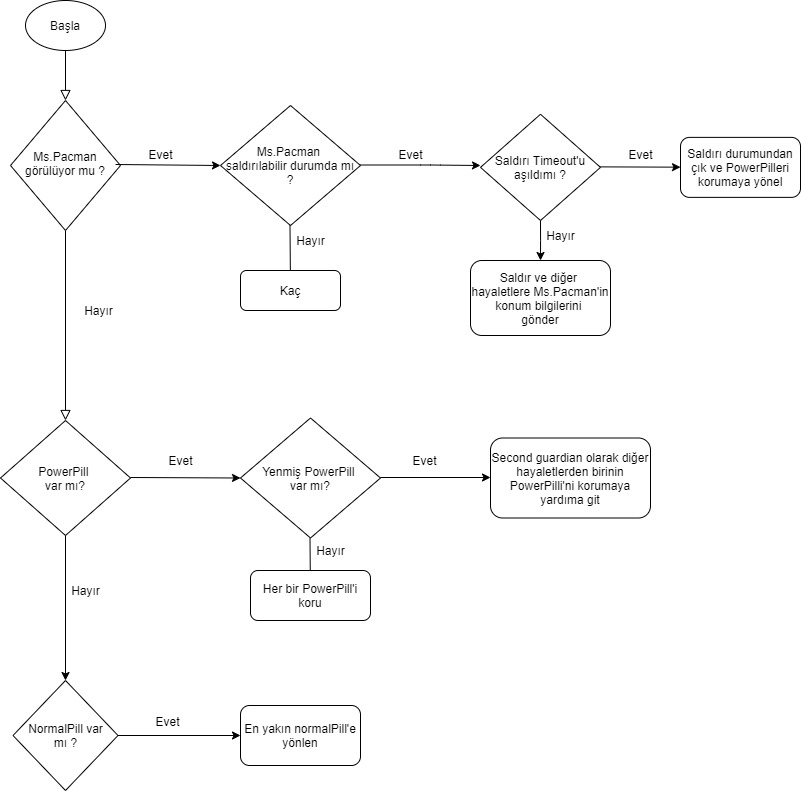 Başla
Ms.Pacman
görülüyor mu ?
Evet
Ms.Pacman
saldırılabilir durumda mı
?
Evet
Saldırı Timeout'u
aşıldımı ?
Evet
Saldırı durumundan
çık ve PowerPilleri
korumaya yönel
Hayır
Kaç
Hayır
Saldır ve diğer
hayaletlere Ms.Pacman'in
konum bilgilerini
gönder
Hayır
PowerPill
var mı?
Evet
Yenmiş PowerPill
var mı?
Evet
Second guardian olarak diğer
hayaletlerden birinin
PowerPilli'ni korumaya
yardıma git
Hayır
Her bir PowerPill'i
koru
Hayır
NormalPill var
mı ?
Evet
En yakın normalPill'e
yönlen